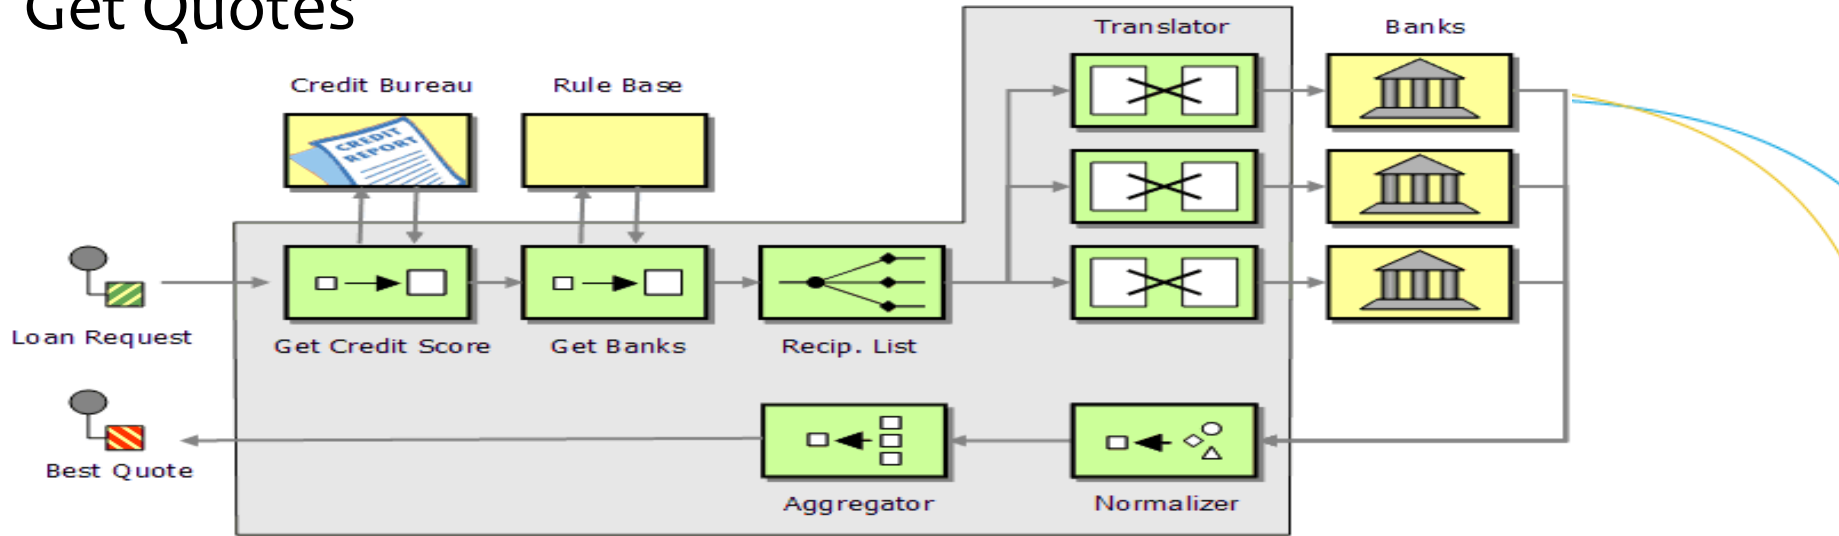 Get Quotes
Translator
Banks
Credit Bureau
Rule Base
CREDIT
REPORT
Loan Request
Get Credit Score
Get Banks
Recip. List
Best Quote
Aggregator
Normalizer